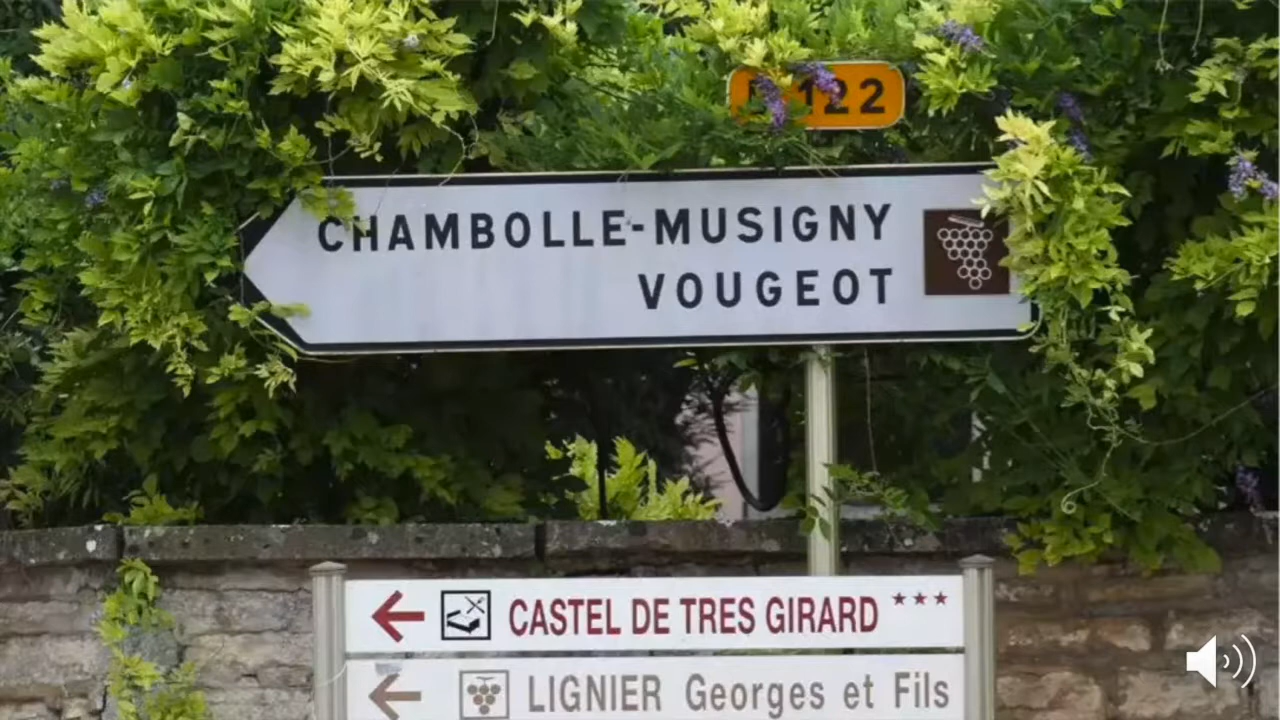 122
CHAMBOLLE-MUSIGNY
VOUGEOT
CASTEL DE TRES GIRARD ***
LIGNIER Georges et Fils